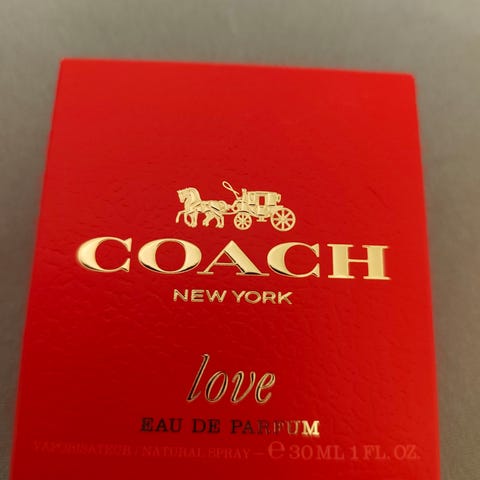 COACH
NEW YORK
love
EAU DE PARFUM
VAPORISATEUR / NATURAL SPRAY – ℮ 30 ML 1 FL. OZ.